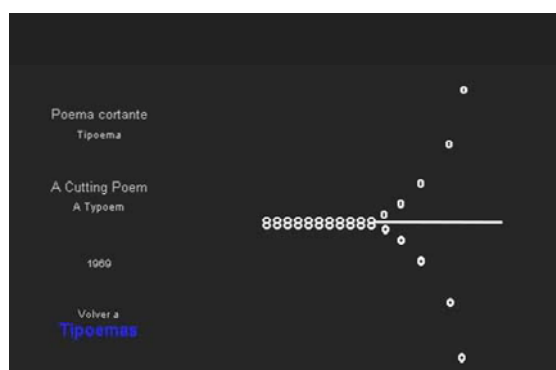 Poema cortante
Tipoema
A Cutting Poem
A Typoem
1969
Volver a
Tipoemas
o
o
o
o
o
88888888888
o
o
o
o
o